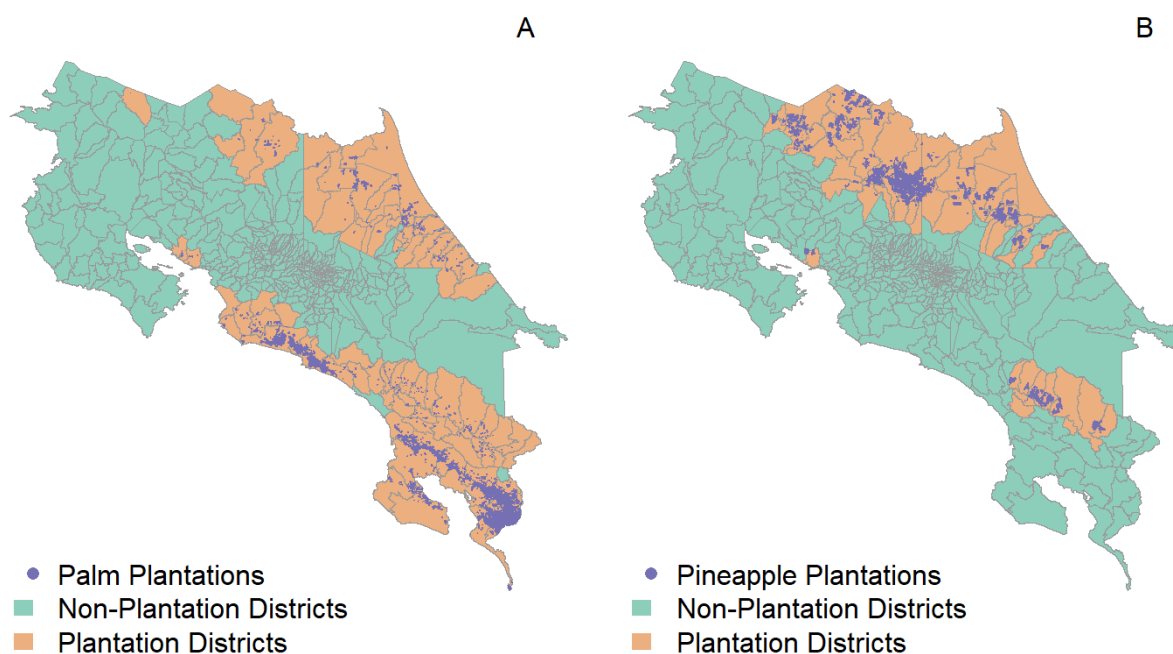 A
B
Palm Plantations
Non-Plantation Districts
Plantation Districts
Pineapple Plantations
Non-Plantation Districts
Plantation Districts